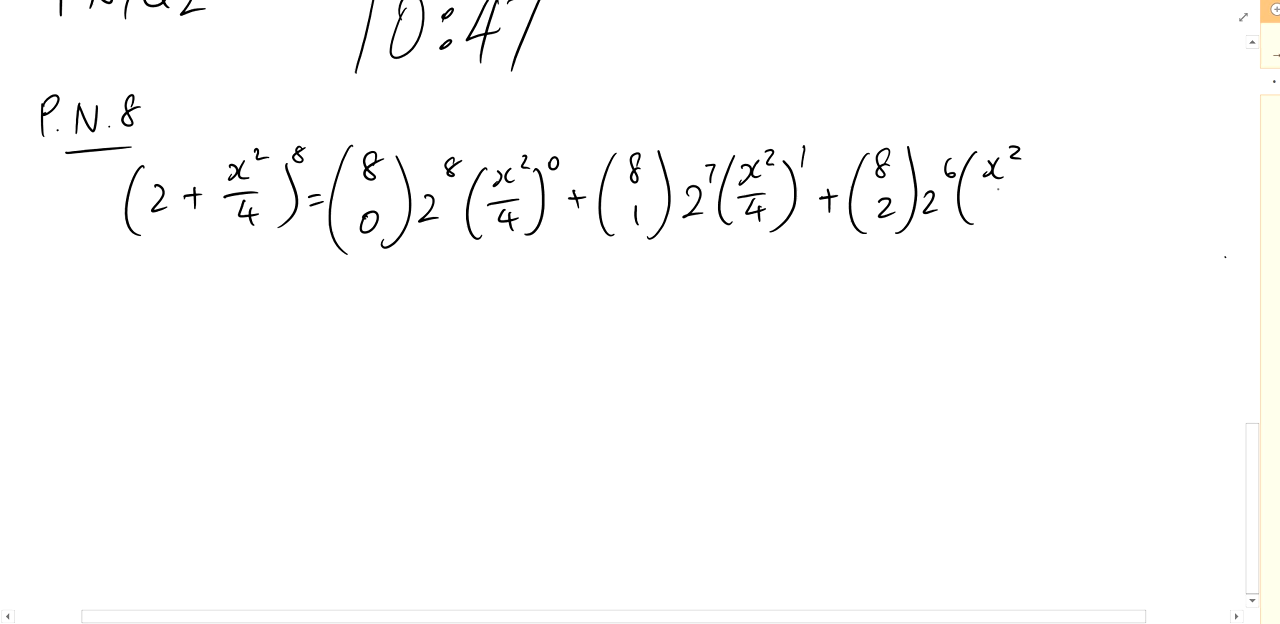 10:47
P.N.8
(2 + x²/4)⁸ = (8 0) 2⁸ (x²/4)⁰ + (8 1) 2⁷ (x²/4)¹ + (8 2) 2⁶ (x²